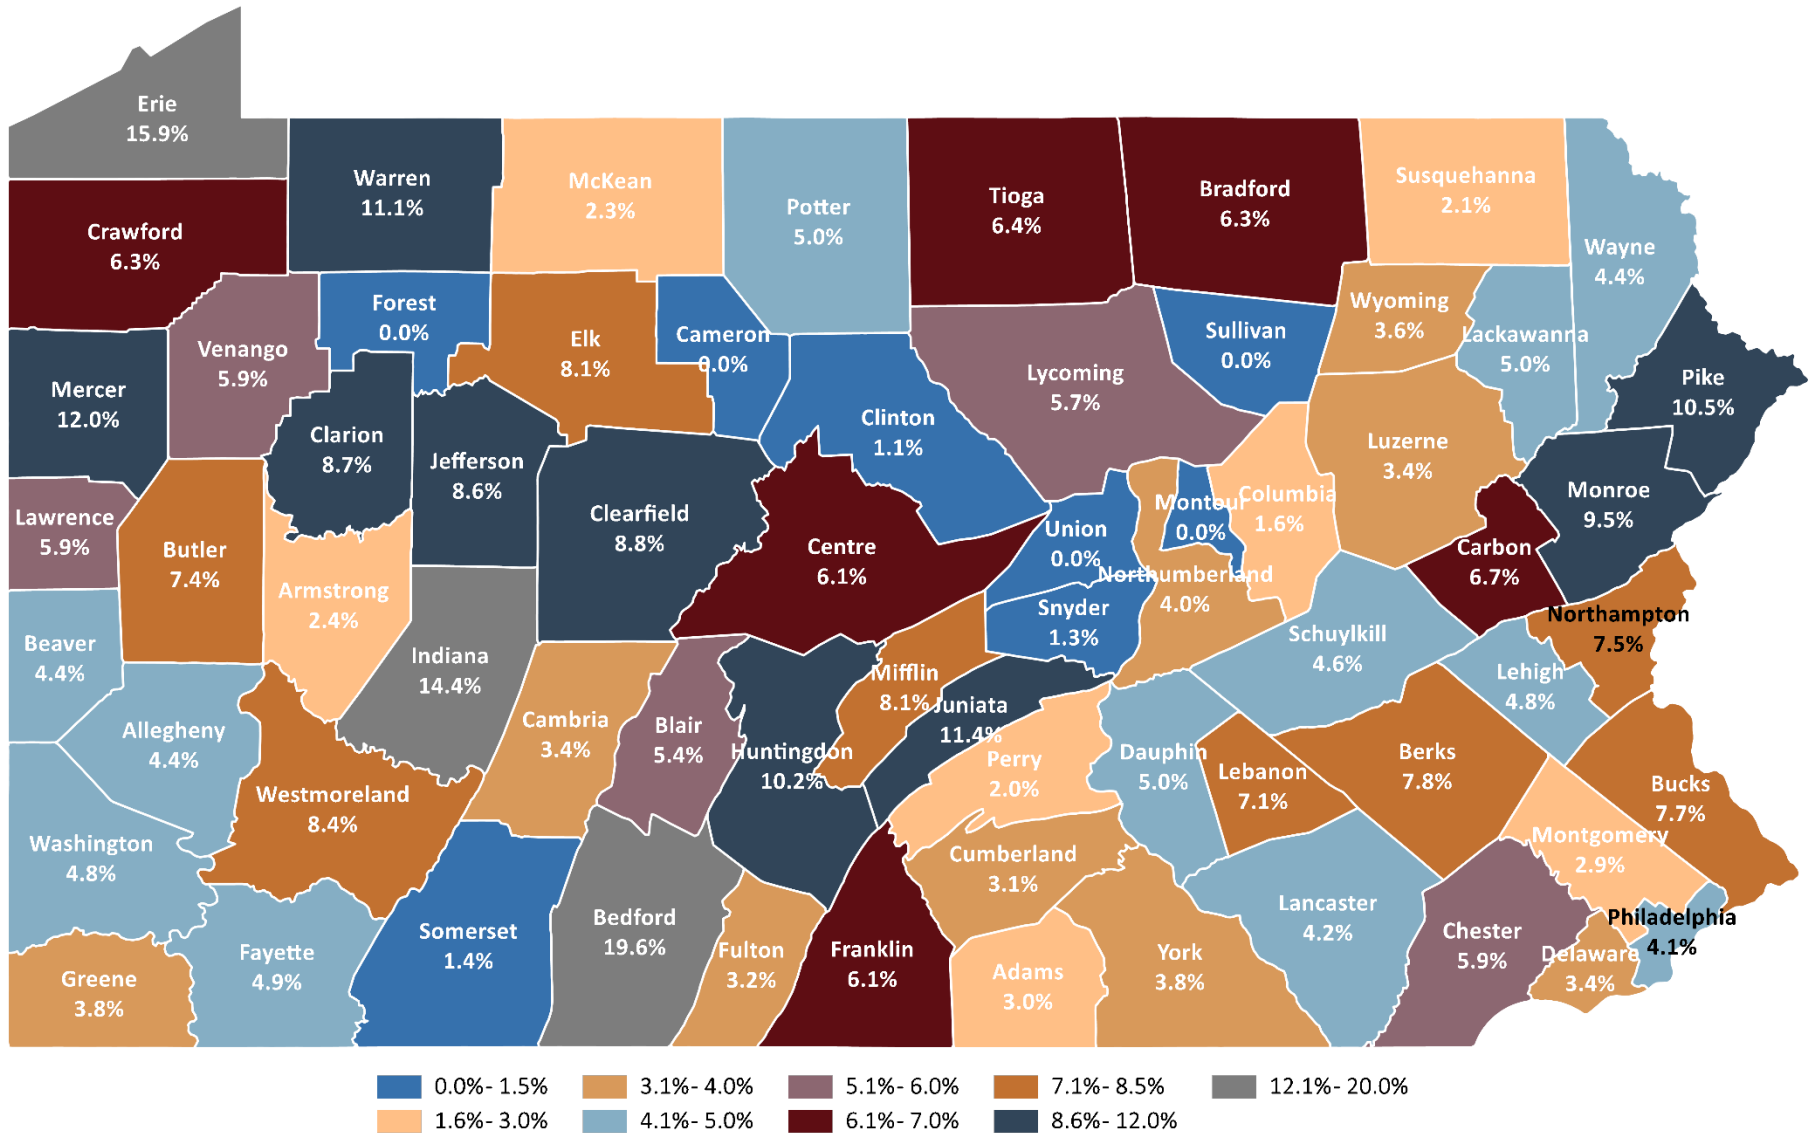 Erie
15.9%
Warren
11.1%
McKean
2.3%
Potter
5.0%
Tioga
6.4%
Bradford
6.3%
Susquehanna
2.1%
Wayne
4.4%
Crawford
6.3%
Forest
0.0%
Elk
8.1%
Cameron
0.0%
Sullivan
0.0%
Wyoming
3.6%
Lackawanna
5.0%
Venango
5.9%
Mercer
12.0%
Clarion
8.7%
Jefferson
8.6%
Clinton
1.1%
Lycoming
5.7%
Luzerne
3.4%
Pike
10.5%
Lawrence
5.9%
Butler
7.4%
Armstrong
2.4%
Clearfield
8.8%
Centre
6.1%
Union
0.0%
Montour
0.0%
Columbia
1.6%
Monroe
9.5%
Carbon
6.7%
Northumberland
4.0%
Snyder
1.3%
Northampton
7.5%
Schuylkill
4.6%
Lehigh
4.8%
Beaver
4.4%
Indiana
14.4%
Mifflin
8.1%
Juniata
11.4%
Allegheny
4.4%
Cambria
3.4%
Blair
5.4%
Huntingdon
10.2%
Perry
2.0%
Dauphin
5.0%
Lebanon
7.1%
Berks
7.8%
Bucks
7.7%
Westmoreland
8.4%
Washington
4.8%
Cumberland
3.1%
Montgomery
2.9%
Lancaster
4.2%
Chester
5.9%
Philadelphia
4.1%
Delaware
3.4%
Greene
3.8%
Fayette
4.9%
Somerset
1.4%
Bedford
19.6%
Fulton
3.2%
Franklin
6.1%
Adams
3.0%
York
3.8%
0.0%- 1.5%
3.1%- 4.0%
5.1%- 6.0%
7.1%- 8.5%
12.1%- 20.0%
1.6%- 3.0%
4.1%- 5.0%
6.1%- 7.0%
8.6%- 12.0%